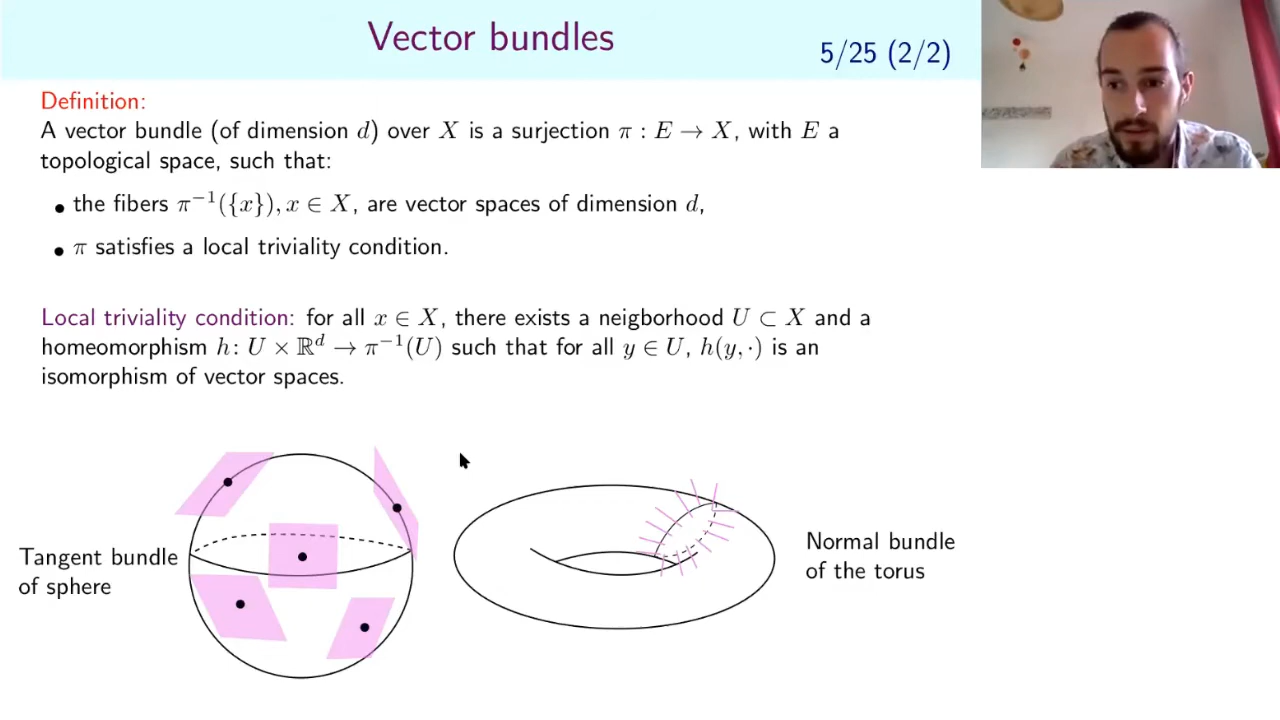 Vector bundles
5/25 (2/2)
Definition:
A vector bundle (of dimension d) over X is a surjection π : E → X, with E a
topological space, such that:
• the fibers π⁻¹({x}), x ∈ X, are vector spaces of dimension d,
• π satisfies a local triviality condition.
Local triviality condition: for all x ∈ X, there exists a neigborhood U ⊂ X and a
homeomorphism h: U × ℝᵈ → π⁻¹(U) such that for all y ∈ U, h(y, ·) is an
isomorphism of vector spaces.
Tangent bundle
of sphere
Normal bundle
of the torus